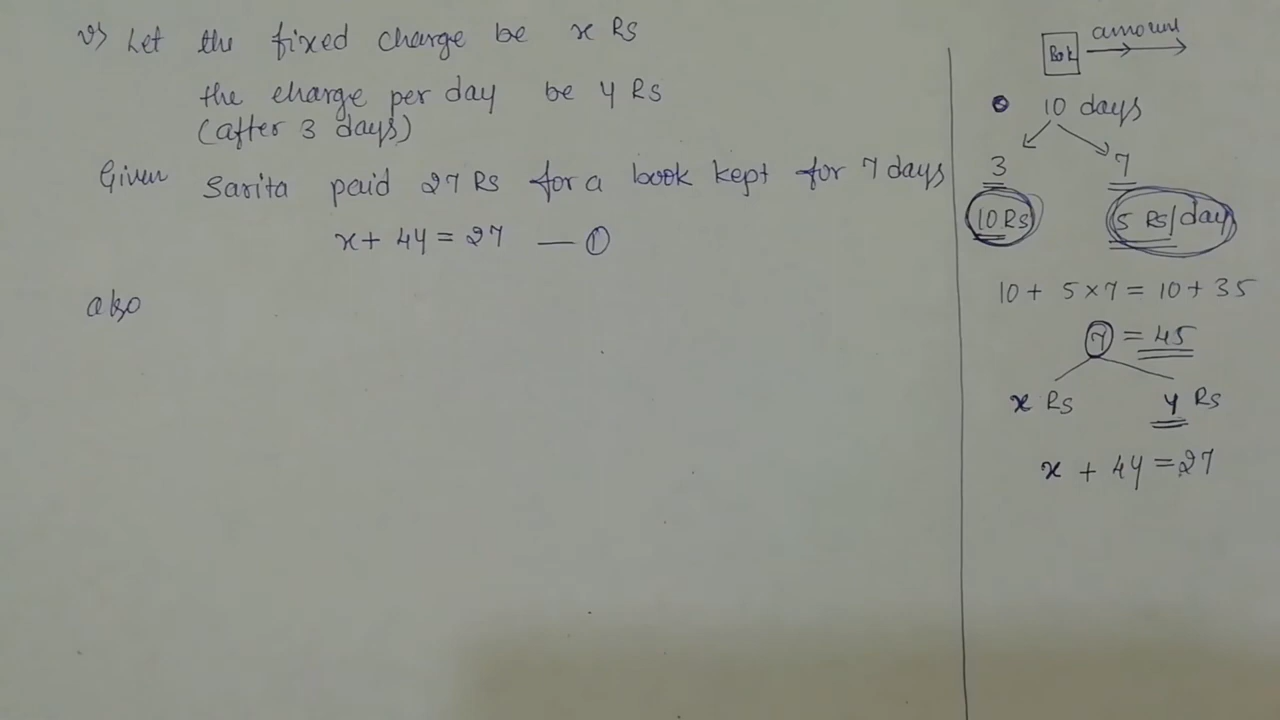 v) Let the fixed charge be x Rs
the charge per day be y Rs
(after 3 days)
Given Sarita paid 27 Rs for a book kept for 7 days
x + 4y = 27 — ①
also
Book amount
10 days
3 7
10 Rs 5 Rs/day
10 + 5 × 7 = 10 + 35
7 = 45
x Rs y Rs
x + 4y = 27